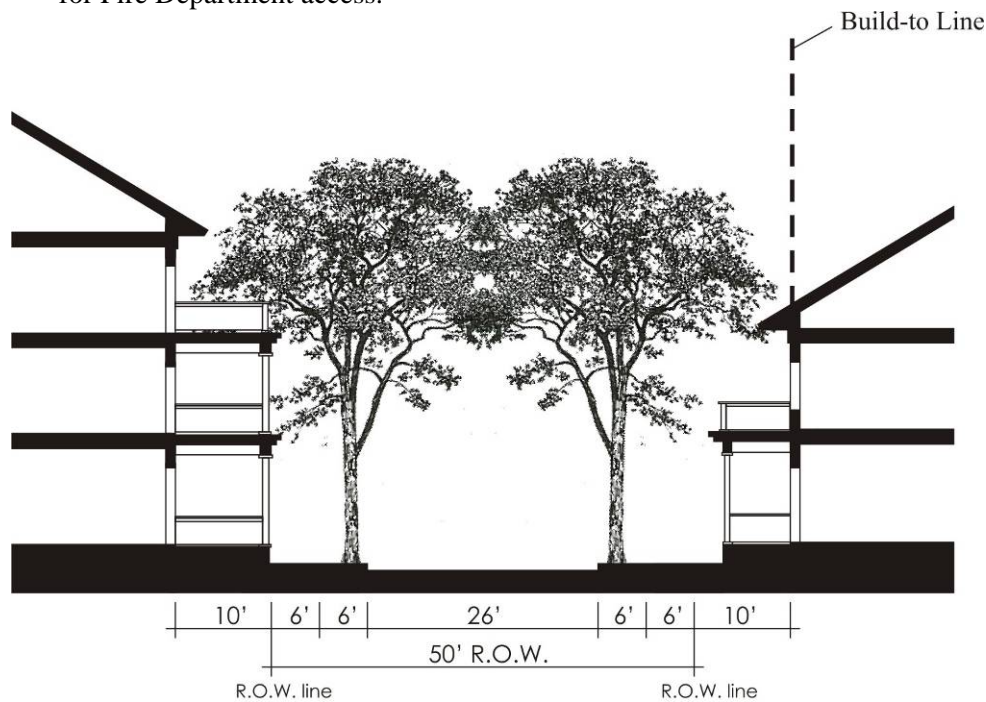 for Fire Department access.
Build-to Line
10' 6' 6' 26' 6' 6' 10'
50' R.O.W.
R.O.W. line R.O.W. line